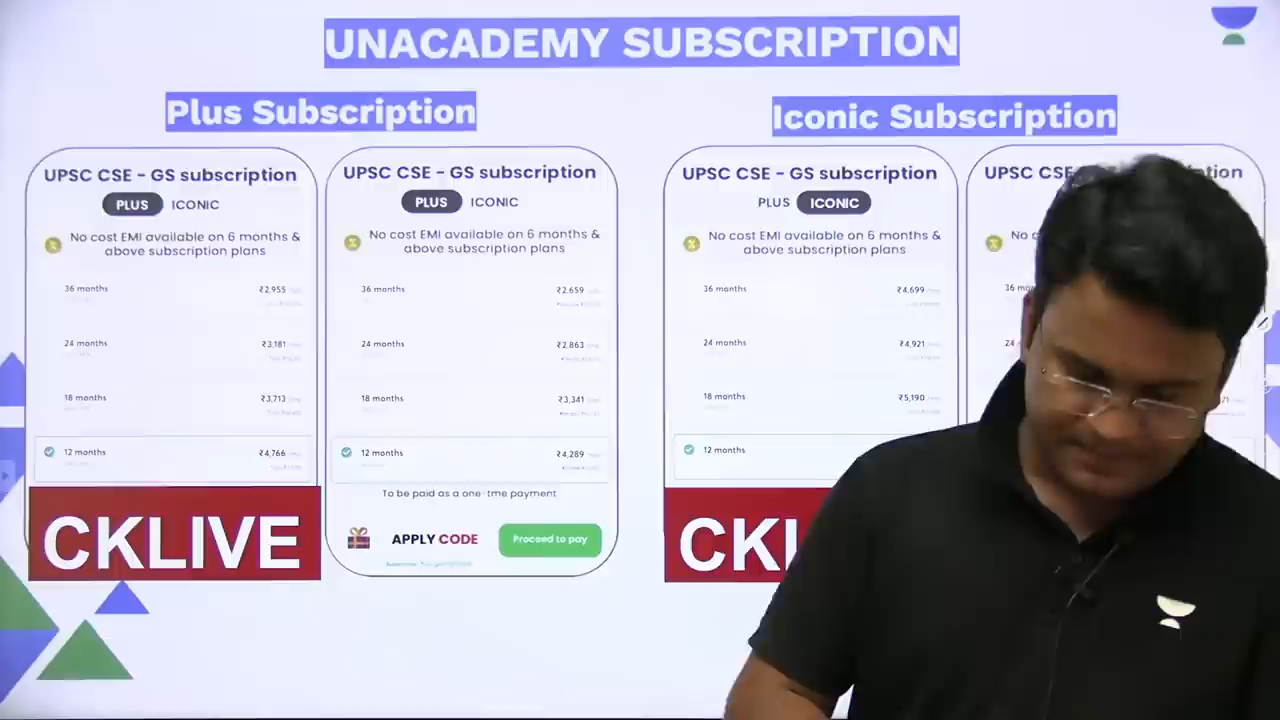 UNACADEMY SUBSCRIPTION
Plus Subscription
UPSC CSE - GS subscription
PLUS ICONIC
No cost EMI available on 6 months &
above subscription plans
36 months ₹2,955
24 months ₹3,181
18 months ₹3,713
12 months ₹4,766
CKLIVE
UPSC CSE - GS subscription
PLUS ICONIC
No cost EMI available on 6 months &
above subscription plans
36 months ₹2,659
24 months ₹2,863
18 months ₹3,341
12 months ₹4,289
To be paid as a one-tme payment
APPLY CODE Proceed to pay
Iconic Subscription
UPSC CSE - GS subscription
PLUS ICONIC
No cost EMI available on 6 months &
above subscription plans
36 months ₹4,699
24 months ₹4,921
18 months ₹5,190
12 months
UPSC
36
24